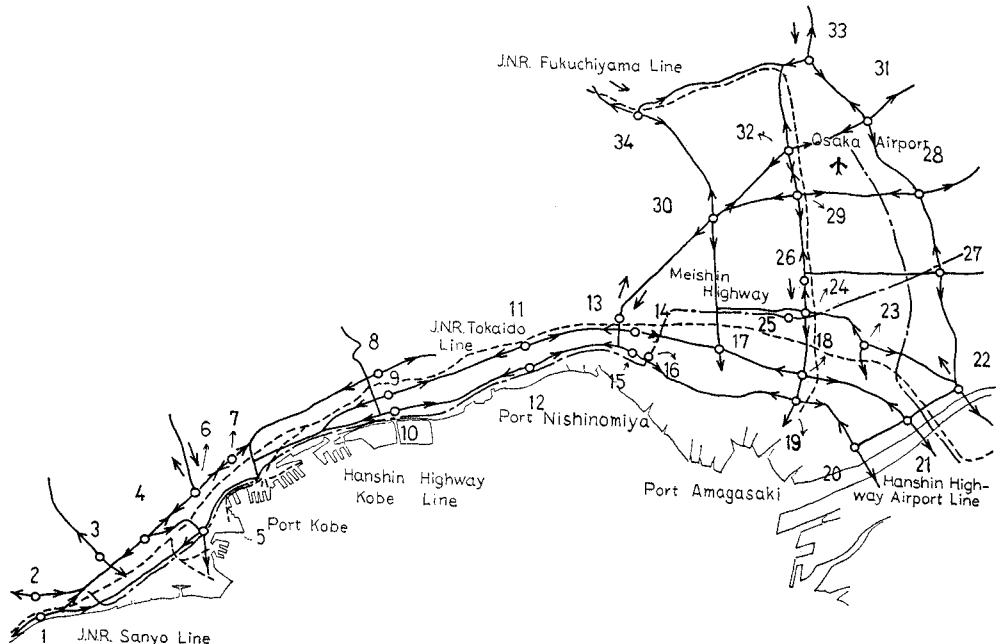 33
J.N.R. Fukuchiyama Line
31
34
32
Osaka Airport
28
30
29
27
26
Meishin
Highway
24
13
14
25
23
11
J.N.R. Tokaido
Line
8
17
18
22
9
15
16
12
Port Nishinomiya
6
7
10
19
20
21
4
Hanshin Highway
Kobe Line
Port Amagasaki
Hanshin High-
way Airport Line
3
Port Kobe
5
2
1
J.N.R. Sanyo Line